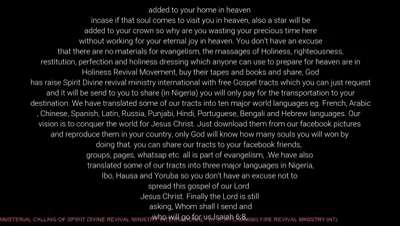 added to your home in heaven
incase if that soul comes to visit you in heaven, also a star will be
added to your crown so why are you wasting your precious time here
without working for your eternal joy in heaven. You don't have an excuse
that there are no materials for evangelism, the massages of Holiness, righteousness,
restitution, perfection and holiness dressing which anyone can use to prepare for heaven are in
Holiness Revival Movement, buy their tapes and books and share, God
has raise Spirit Divine revival ministry international with free Gospel tracts which you can just request
and it will be send to you to share (in Nigeria) you will only pay for the transportation to your
destination. We have translated some of our tracts into ten major world languages eg. French, Arabic
, Chinese, Spanish, Latin, Russia, Punjabi, Hindi, Portuguese, Bengali and Hebrew languages. Our
vision is to conquer the world for Jesus Christ. Just download them from our facebook pictures
and reproduce them in your country, only God will know how many souls you will won by
doing that. you can share our tracts to your facebook friends,
groups, pages, whatsap etc. all is part of evangelism, We have also
translated some of our tracts into three major languages in Nigeria,
Ibo, Hausa and Yoruba so you don't have an excuse not to
spread this gospel of our Lord
Jesus Christ. Finally the Lord is still
asking, Whom shall I send and
who will go for us.Isaiah 6:8.
MINISTERIAL CALLING OF SPIRIT DIVINE REVIVAL MINISTRY FIRE REVIVAL MINISTRY INT)